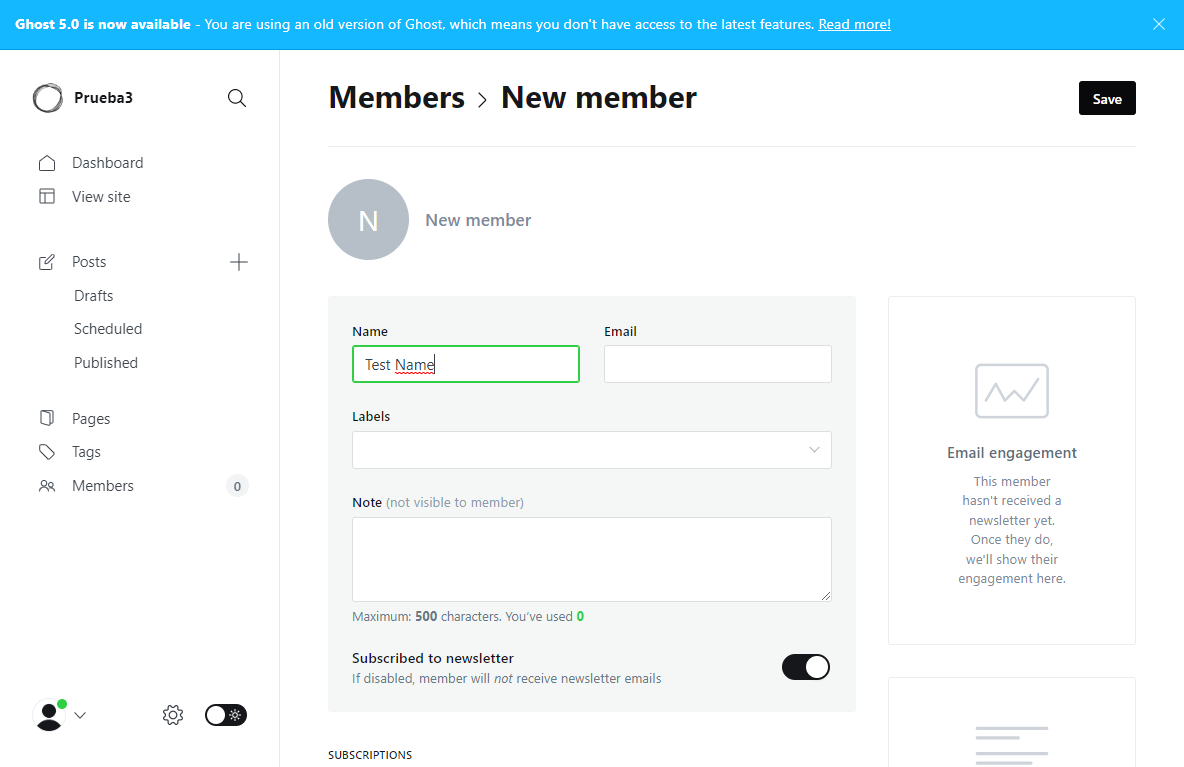 Ghost 5.0 is now available - You are using an old version of Ghost, which means you don't have access to the latest features. Read more!
Prueba3
Dashboard
View site
Posts
Drafts
Scheduled
Published
Pages
Tags
Members
0
Members > New member
Save
N
New member
Name
Email
Test Name
Labels
Note (not visible to member)
Maximum: 500 characters. You've used 0
Subscribed to newsletter
If disabled, member will not receive newsletter emails
SUBSCRIPTIONS
Email engagement
This member
hasn't received a
newsletter yet.
Once they do,
we'll show their
engagement here.